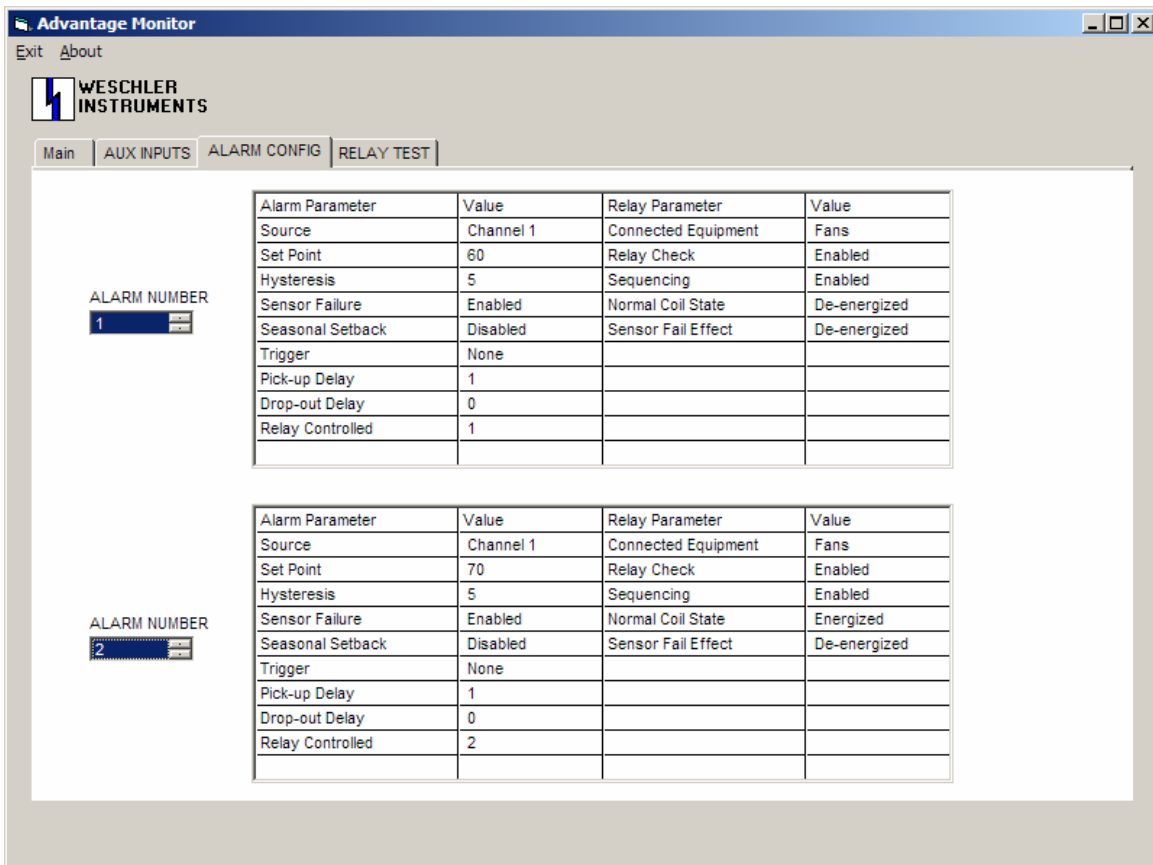 Advantage Monitor
Exit About
WESCHLER
INSTRUMENTS
Main AUX INPUTS ALARM CONFIG RELAY TEST
ALARM NUMBER
1
Alarm Parameter Value Relay Parameter Value
Source Channel 1 Connected Equipment Fans
Set Point 60 Relay Check Enabled
Hysteresis 5 Sequencing Enabled
Sensor Failure Enabled Normal Coil State De-energized
Seasonal Setback Disabled Sensor Fail Effect De-energized
Trigger None
Pick-up Delay 1
Drop-out Delay 0
Relay Controlled 1
ALARM NUMBER
2
Alarm Parameter Value Relay Parameter Value
Source Channel 1 Connected Equipment Fans
Set Point 70 Relay Check Enabled
Hysteresis 5 Sequencing Enabled
Sensor Failure Enabled Normal Coil State Energized
Seasonal Setback Disabled Sensor Fail Effect De-energized
Trigger None
Pick-up Delay 1
Drop-out Delay 0
Relay Controlled 2